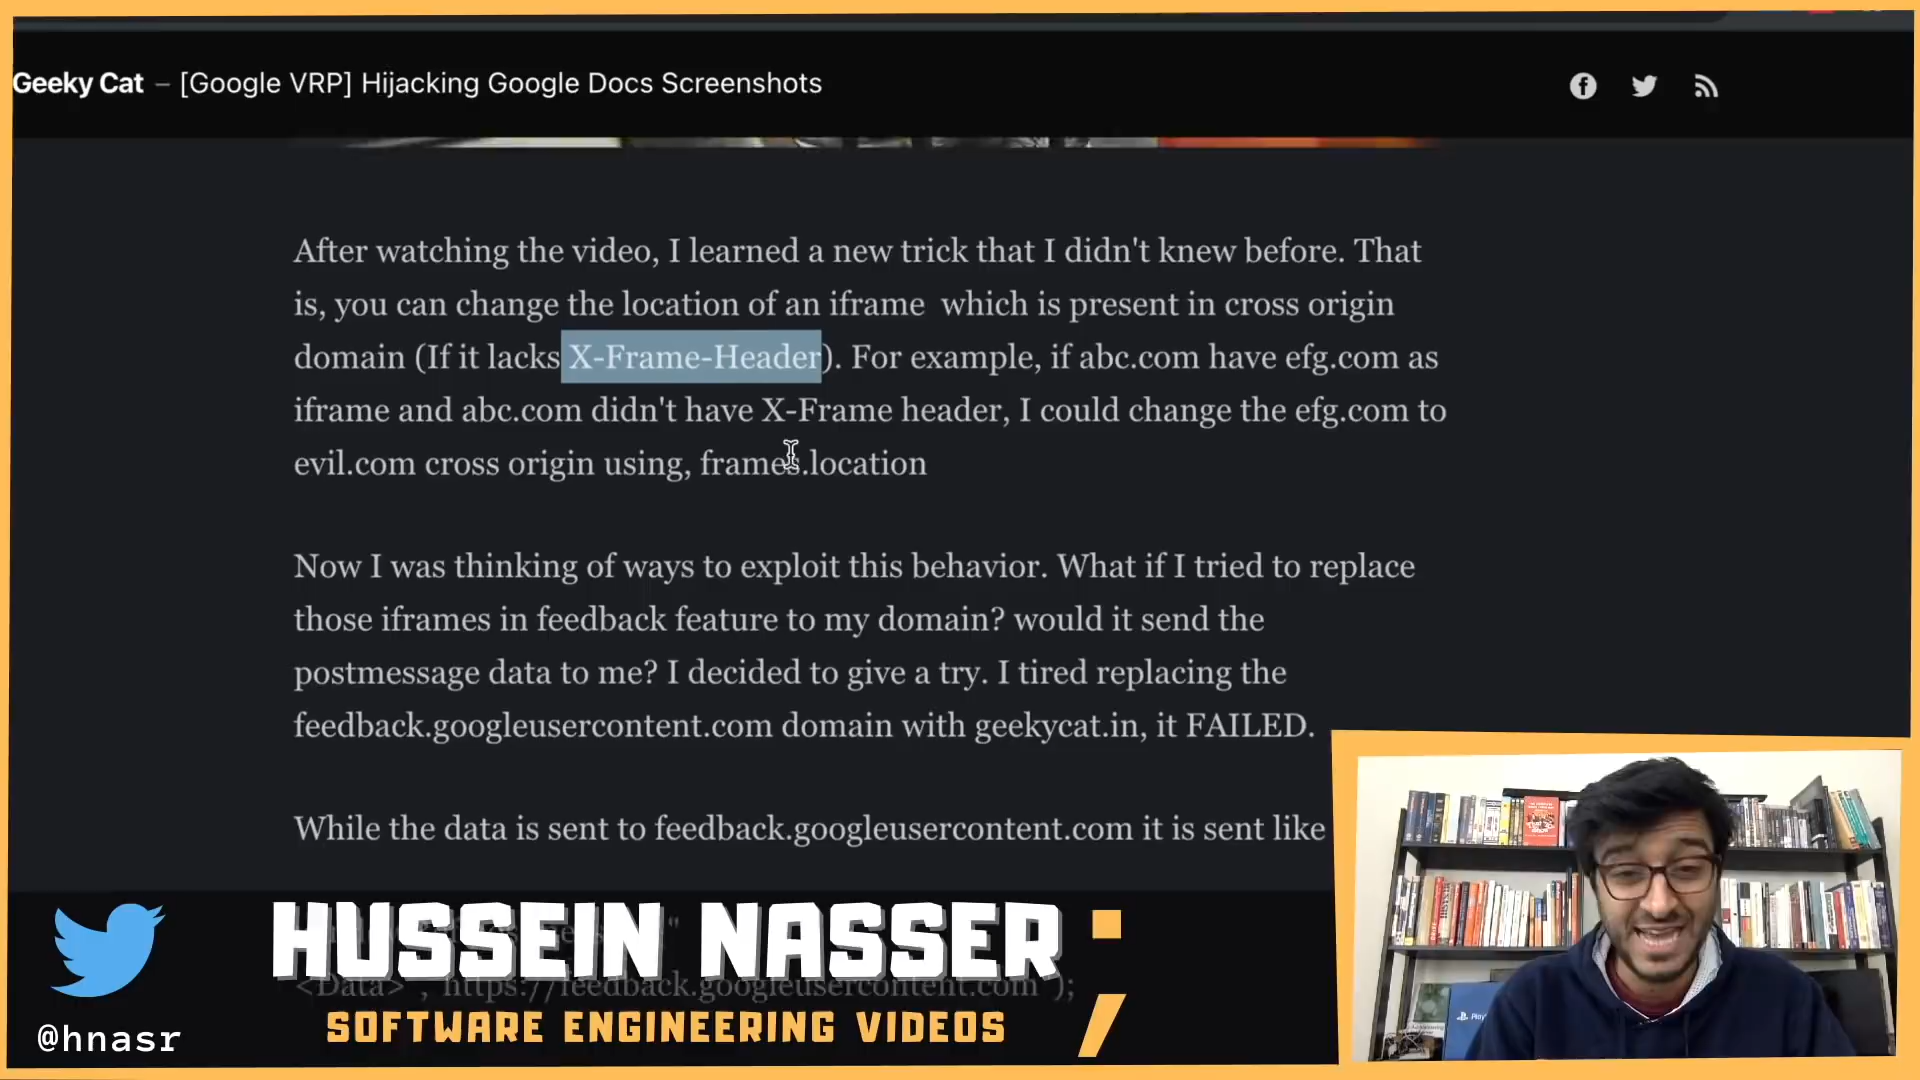 Geeky Cat – [Google VRP] Hijacking Google Docs Screenshots
After watching the video, I learned a new trick that I didn't knew before. That
is, you can change the location of an iframe which is present in cross origin
domain (If it lacks X-Frame-Header). For example, if abc.com have efg.com as
iframe and abc.com didn't have X-Frame header, I could change the efg.com to
evil.com cross origin using, frames.location
Now I was thinking of ways to exploit this behavior. What if I tried to replace
those iframes in feedback feature to my domain? would it send the
postmessage data to me? I decided to give a try. I tired replacing the
feedback.googleusercontent.com domain with geekycat.in, it FAILED.
While the data is sent to feedback.googleusercontent.com it is sent like
HUSSEIN NASSER ;
<Data>", "https://feedback.googleusercontent.com");
SOFTWARE ENGINEERING VIDEOS
@hnasr